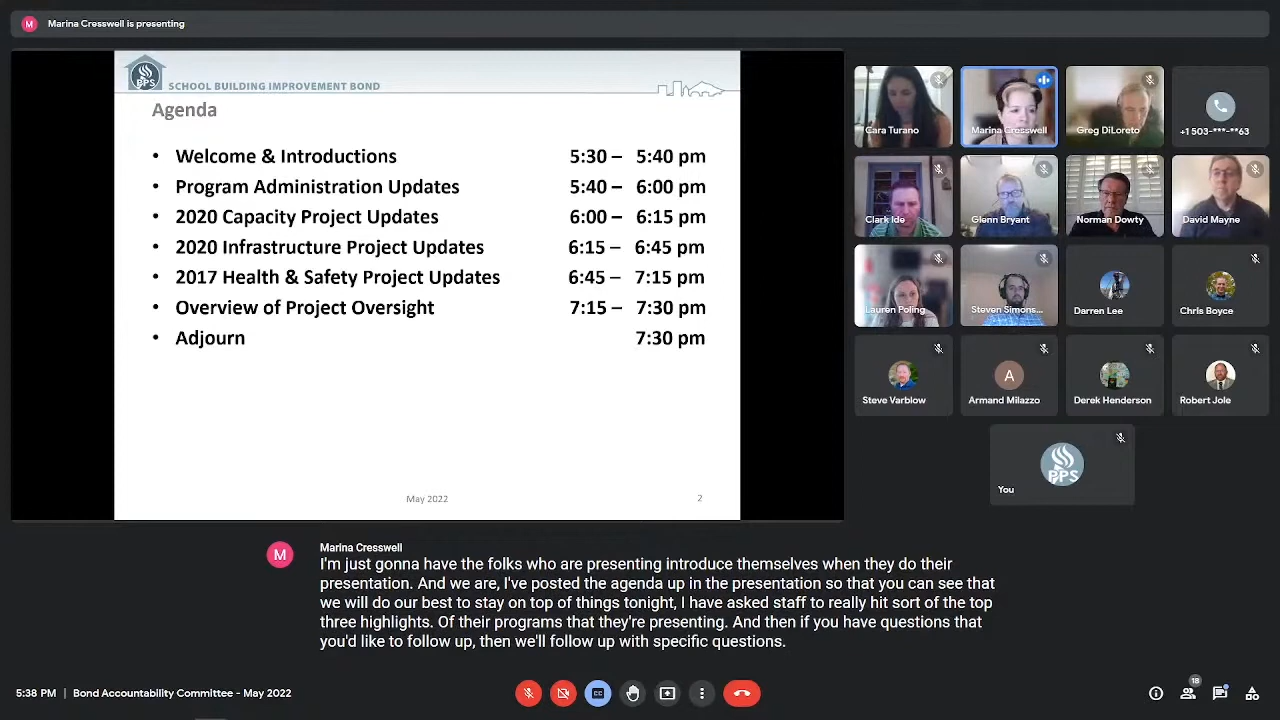 M Marina Cresswell is presenting
PPS SCHOOL BUILDING IMPROVEMENT BOND
Agenda
• Welcome & Introductions 5:30 – 5:40 pm
• Program Administration Updates 5:40 – 6:00 pm
• 2020 Capacity Project Updates 6:00 – 6:15 pm
• 2020 Infrastructure Project Updates 6:15 – 6:45 pm
• 2017 Health & Safety Project Updates 6:45 – 7:15 pm
• Overview of Project Oversight 7:15 – 7:30 pm
• Adjourn 7:30 pm
May 2022 2
Cara Turano
Marina Cresswell
Greg DiLoreto
+1 503-***-**63
Clark Ide
Glenn Bryant
Norman Dowty
David Mayne
Lauren Poling
Steven Simons...
Darren Lee
Chris Boyce
Steve Varblow
A
Armand Milazzo
Derek Henderson
Robert Jole
PPS
You
M
Marina Cresswell
I'm just gonna have the folks who are presenting introduce themselves when they do their
presentation. And we are, I've posted the agenda up in the presentation so that you can see that
we will do our best to stay on top of things tonight, I have asked staff to really hit sort of the top
three highlights. Of their programs that they're presenting. And then if you have questions that
you'd like to follow up, then we'll follow up with specific questions.
5:38 PM | Bond Accountability Committee - May 2022
CC
18